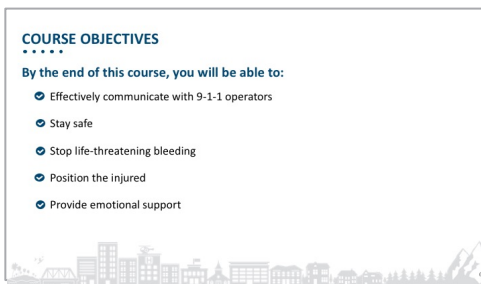 COURSE OBJECTIVES
By the end of this course, you will be able to:
Effectively communicate with 9-1-1 operators
Stay safe
Stop life-threatening bleeding
Position the injured
Provide emotional support